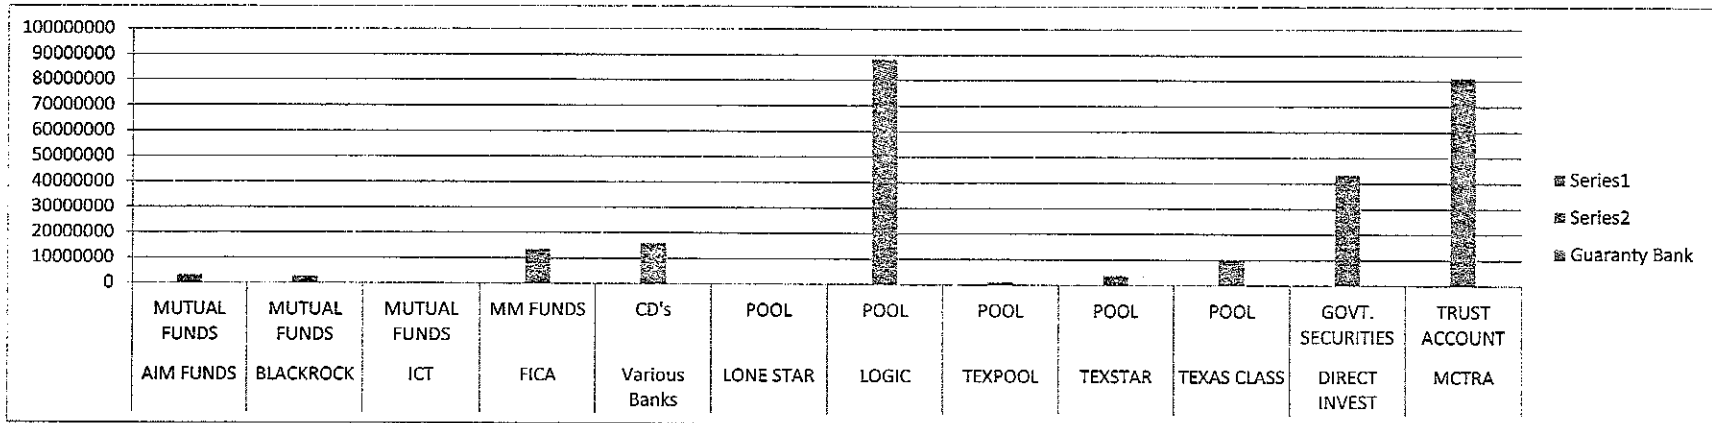 100000000
90000000
80000000
70000000
60000000
50000000
40000000
30000000
20000000
10000000
0
MUTUAL FUNDS
MUTUAL FUNDS
MUTUAL FUNDS
MM FUNDS
CD's
POOL
POOL
POOL
POOL
POOL
GOVT. SECURITIES
TRUST ACCOUNT
AIM FUNDS
BLACKROCK
ICT
FICA
Various Banks
LONE STAR
LOGIC
TEXPOOL
TEXSTAR
TEXAS CLASS
DIRECT INVEST
MCTRA
Series1
Series2
Guaranty Bank